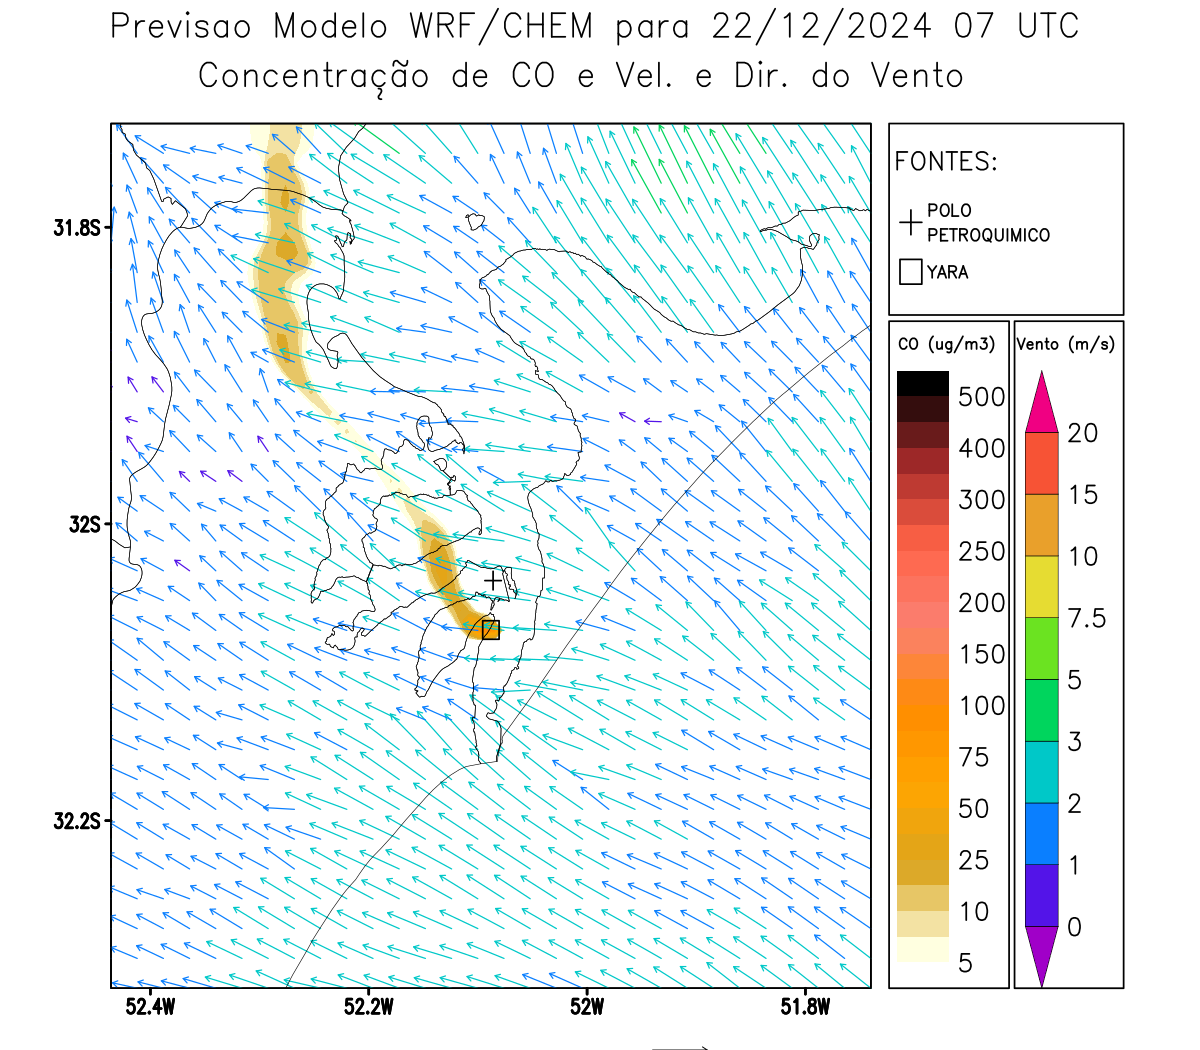 Previsao Modelo WRF/CHEM para 22/12/2024 07 UTC
Concentração de CO e Vel. e Dir. do Vento
FONTES:
POLO
PETROQUIMICO
YARA
CO (ug/m3)
500
400
300
250
200
150
100
75
50
25
10
5
Vento (m/s)
20
15
10
7.5
5
3
2
1
0
31.8S
32S
32.2S
52.4W
52.2W
52W
51.8W